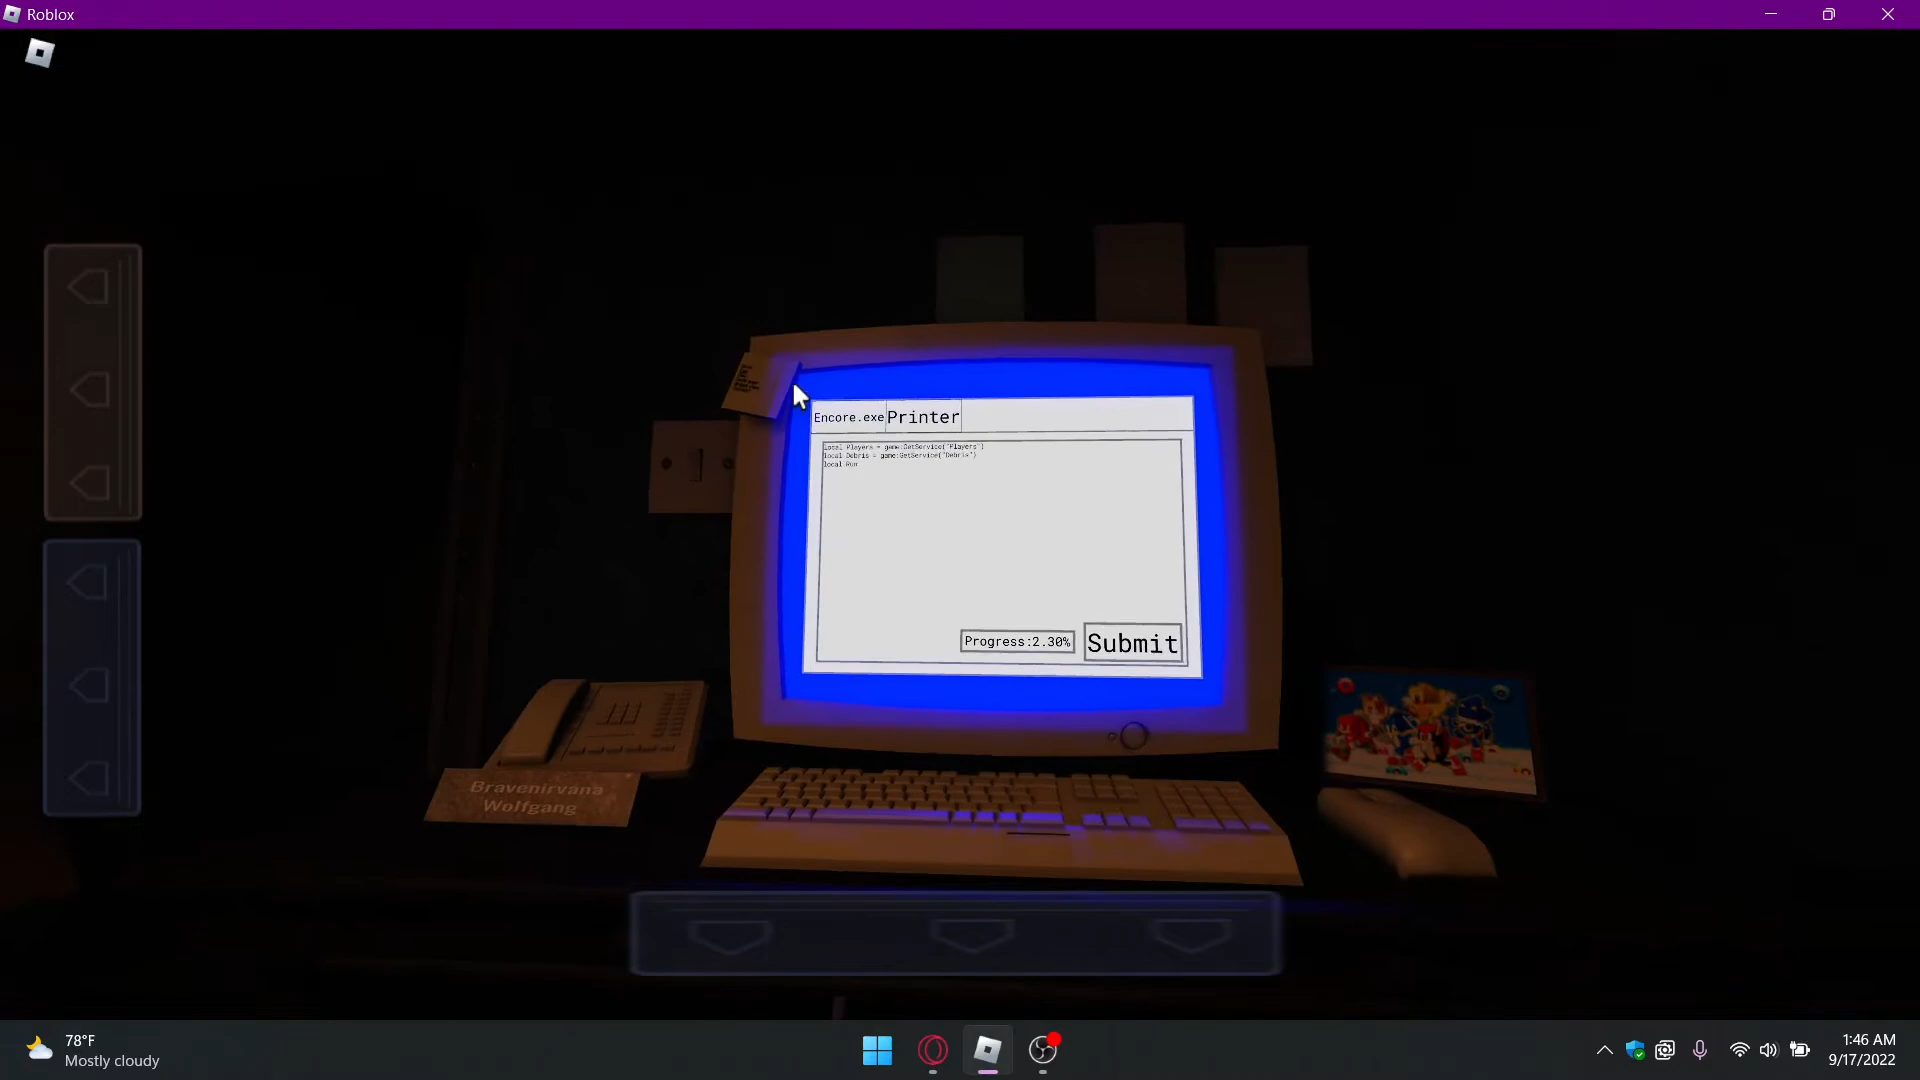 Roblox
Encore.exe
Printer
local Players = game:GetService("Players")
local Debris = game:GetService("Debris")
local Run
Progress:2.30%
Submit
Bravenirvana
Wolfgang
78°F
Mostly cloudy
1:46 AM
9/17/2022